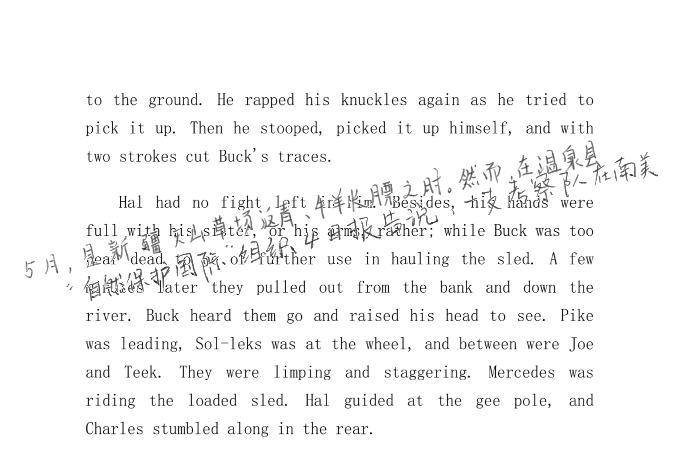 to the ground. He rapped his knuckles again as he tried to
pick it up. Then he stooped, picked it up himself, and with
two strokes cut Buck's traces.
Hal had no fight left in him. Besides, his hands were
full with his sister, or his arms, rather; while Buck was too
near dead to be of further use in hauling the sled. A few
minutes later they pulled out from the bank and down the
river. Buck heard them go and raised his head to see. Pike
was leading, Sol-leks was at the wheel, and between were Joe
and Teek. They were limping and staggering. Mercedes was
riding the loaded sled. Hal guided at the gee pole, and
Charles stumbled along in the rear.
5月,是新疆天山草场返青、牛羊长膘之时。然而,在温泉县
“自然保护国际”组织4日报告说,一支考察队在南美